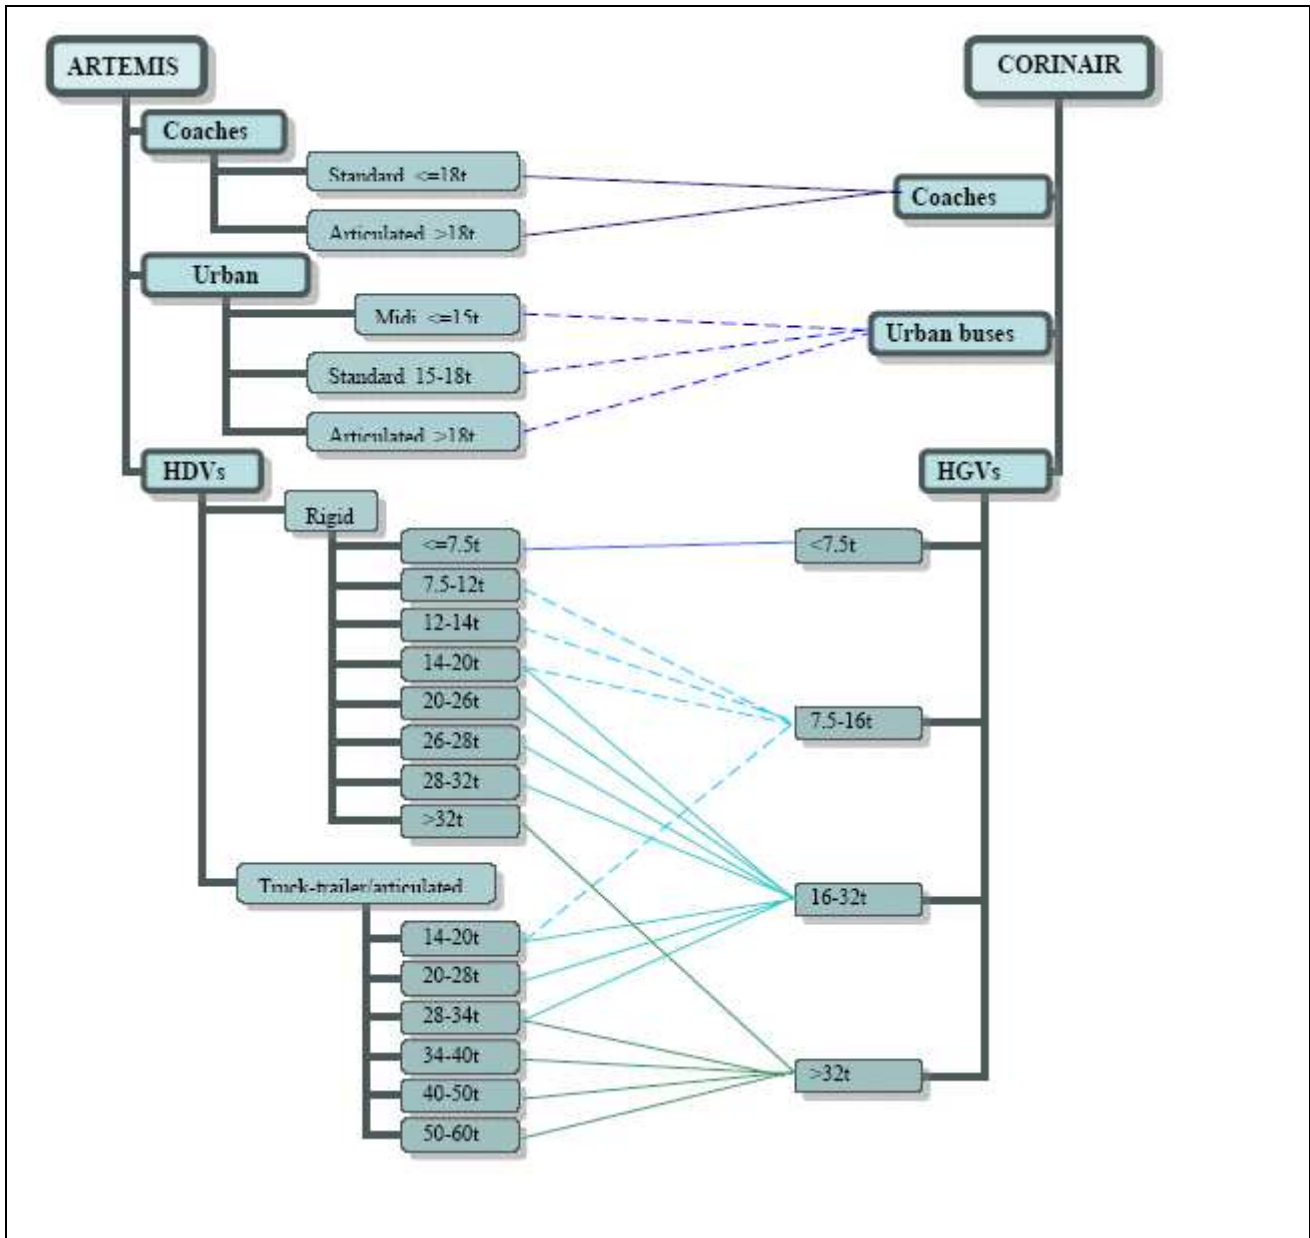 ARTEMIS
CORINAIR
Coaches
Standard <=18t
Coaches
Articulated >18t
Urban
Midi <=15t
Urban buses
Standard 15-18t
Articulated >18t
HDVs
HGVs
Rigid
<=7.5t
<7.5t
7.5-12t
12-14t
14-20t
20-26t
7.5-16t
26-28t
28-32t
>32t
Truck-trailer/articulated
16-32t
14-20t
20-28t
28-34t
34-40t
>32t
40-50t
50-60t